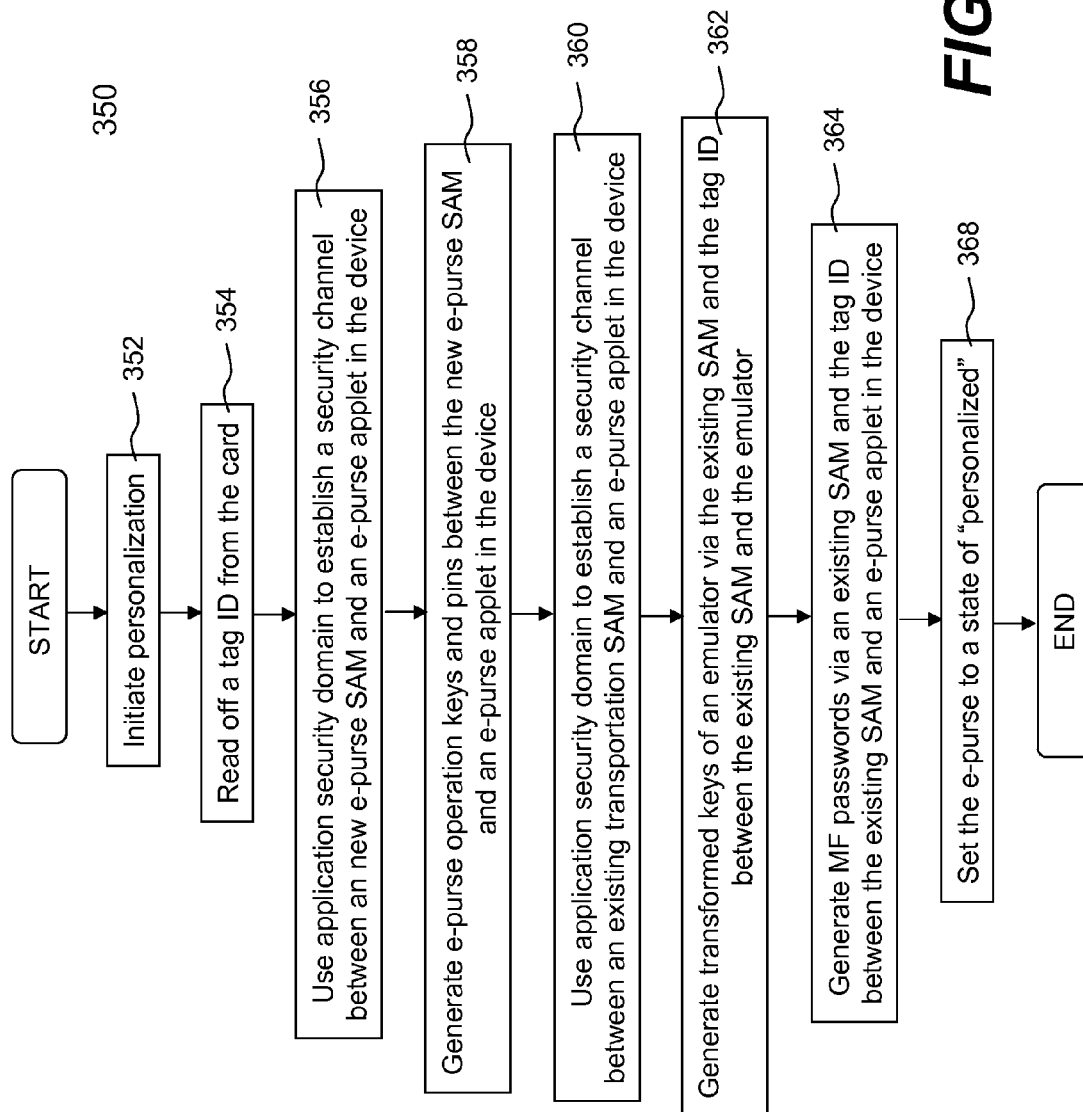 350
START
Initiate personalization
352
Read off a tag ID from the card
354
Use application security domain to establish a security channel
between an new e-purse SAM and an e-purse applet in the device
356
Generate e-purse operation keys and pins between the new e-purse SAM
and an e-purse applet in the device
358
Use application security domain to establish a security channel
between an existing transportation SAM and an e-purse applet in the device
360
Generate transformed keys of an emulator via the existing SAM and the tag ID
between the existing SAM and the emulator
362
Generate MF passwords via an existing SAM and the tag ID
between the existing SAM and an e-purse applet in the device
364
Set the e-purse to a state of “personalized”
368
END
FIG